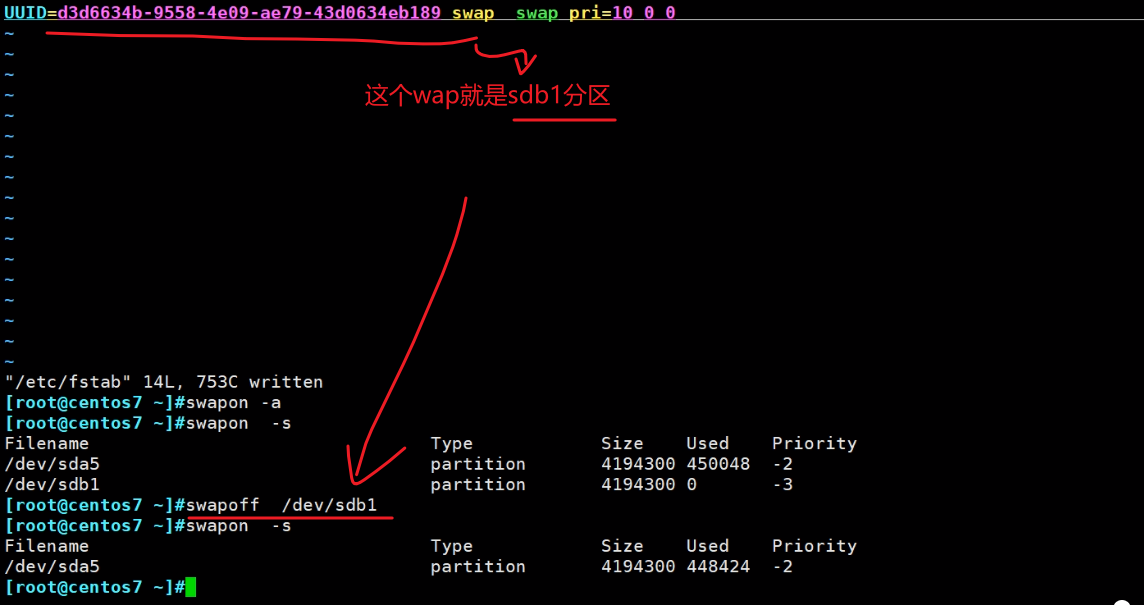 UUID=d3d6634b-9558-4e09-ae79-43d0634eb189 swap  swap pri=10 0 0
~
~
~
~
这个wap就是sdb1分区
~
~
~
~
~
~
~
~
~
~
~
~
~
"/etc/fstab" 14L, 753C written
[root@centos7 ~]#swapon -a
[root@centos7 ~]#swapon  -s
Filename Type Size Used Priority
/dev/sda5 partition 4194300 450048 -2
/dev/sdb1 partition 4194300 0 -3
[root@centos7 ~]#swapoff  /dev/sdb1
[root@centos7 ~]#swapon  -s
Filename Type Size Used Priority
/dev/sda5 partition 4194300 448424 -2
[root@centos7 ~]#